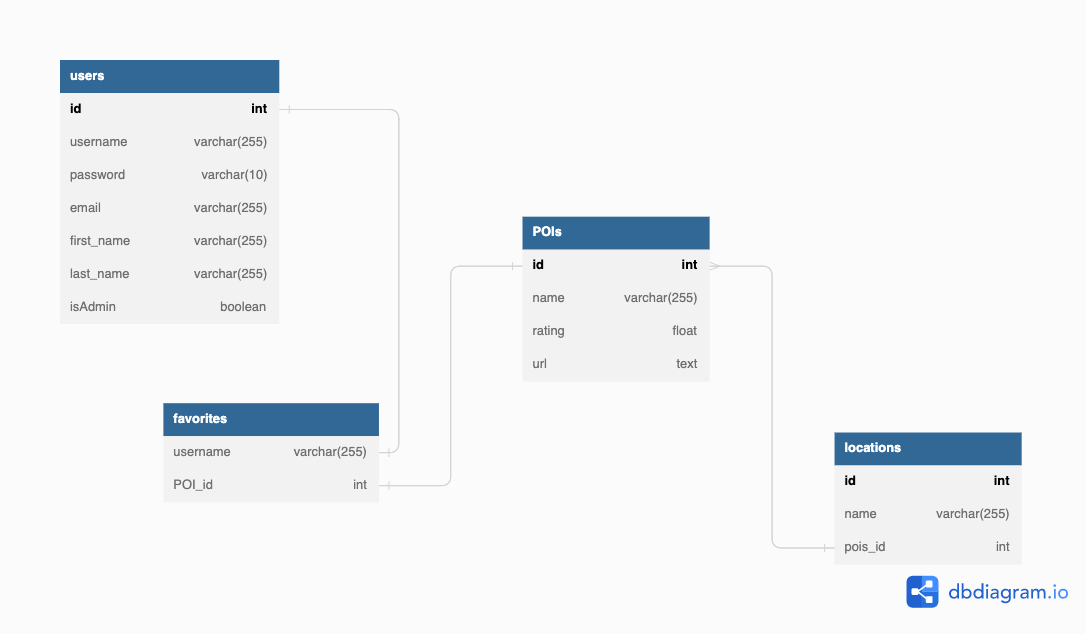 users
id int
username varchar(255)
password varchar(10)
email varchar(255)
first_name varchar(255)
last_name varchar(255)
isAdmin boolean
POIs
id int
name varchar(255)
rating float
url text
favorites
username varchar(255)
POI_id int
locations
id int
name varchar(255)
pois_id int
dbdiagram.io